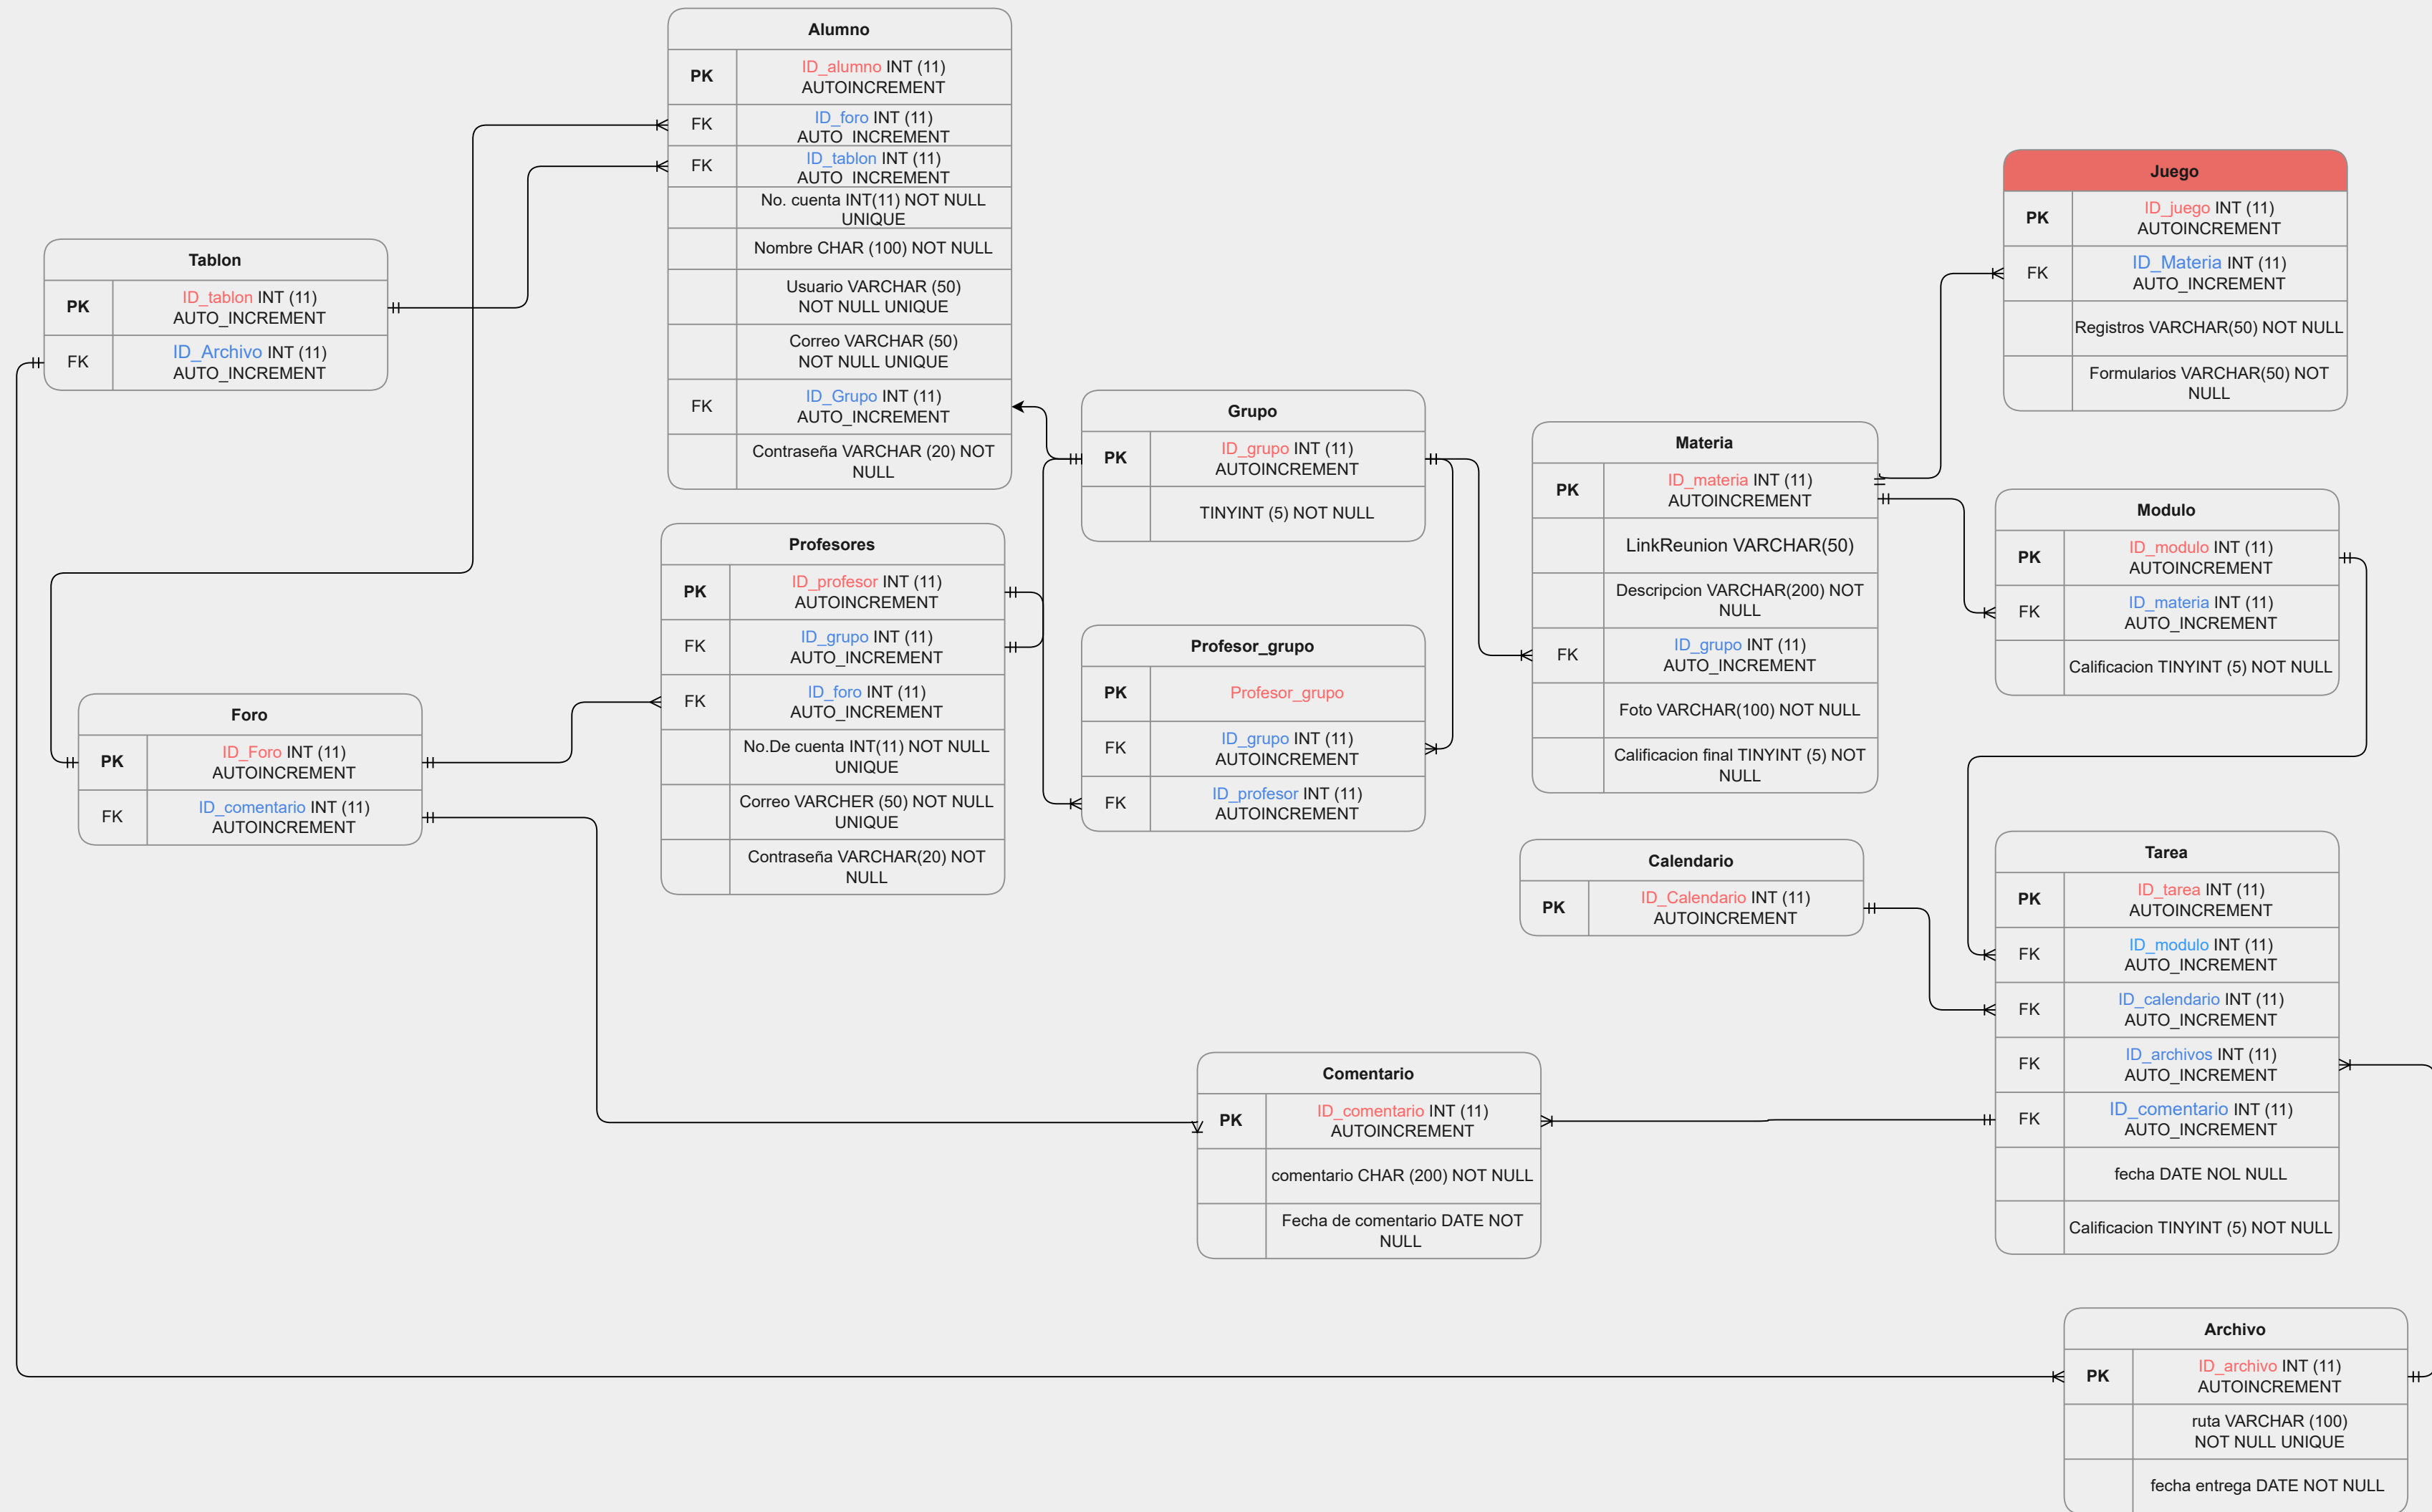 Alumno
PK
ID_alumno INT (11)
AUTOINCREMENT
FK
ID_foro INT (11)
AUTO_INCREMENT
FK
ID_tablon INT (11)
AUTO_INCREMENT
No. cuenta INT(11) NOT NULL
UNIQUE
Nombre CHAR (100) NOT NULL
Usuario VARCHAR (50)
NOT NULL UNIQUE
Correo VARCHAR (50)
NOT NULL UNIQUE
FK
ID_Grupo INT (11)
AUTO_INCREMENT
Contraseña VARCHAR (20) NOT
NULL
Tablon
PK
ID_tablon INT (11)
AUTO_INCREMENT
FK
ID_Archivo INT (11)
AUTO_INCREMENT
Juego
PK
ID_juego INT (11)
AUTOINCREMENT
FK
ID_Materia INT (11)
AUTO_INCREMENT
Registros VARCHAR(50) NOT NULL
Formularios VARCHAR(50) NOT
NULL
Grupo
PK
ID_grupo INT (11)
AUTOINCREMENT
TINYINT (5) NOT NULL
Materia
PK
ID_materia INT (11)
AUTOINCREMENT
LinkReunion VARCHAR(50)
Descripcion VARCHAR(200) NOT
NULL
FK
ID_grupo INT (11)
AUTO_INCREMENT
Foto VARCHAR(100) NOT NULL
Calificacion final TINYINT (5) NOT
NULL
Modulo
PK
ID_modulo INT (11)
AUTOINCREMENT
FK
ID_materia INT (11)
AUTO_INCREMENT
Calificacion TINYINT (5) NOT NULL
Profesores
PK
ID_profesor INT (11)
AUTOINCREMENT
FK
ID_grupo INT (11)
AUTO_INCREMENT
FK
ID_foro INT (11)
AUTO_INCREMENT
No.De cuenta INT(11) NOT NULL
UNIQUE
Correo VARCHER (50) NOT NULL
UNIQUE
Contraseña VARCHAR(20) NOT
NULL
Profesor_grupo
PK
Profesor_grupo
FK
ID_grupo INT (11)
AUTOINCREMENT
FK
ID_profesor INT (11)
AUTOINCREMENT
Foro
PK
ID_Foro INT (11)
AUTOINCREMENT
FK
ID_comentario INT (11)
AUTOINCREMENT
Calendario
PK
ID_Calendario INT (11)
AUTOINCREMENT
Tarea
PK
ID_tarea INT (11)
AUTOINCREMENT
FK
ID_modulo INT (11)
AUTO_INCREMENT
FK
ID_calendario INT (11)
AUTO_INCREMENT
FK
ID_archivos INT (11)
AUTO_INCREMENT
FK
ID_comentario INT (11)
AUTO_INCREMENT
fecha DATE NOL NULL
Calificacion TINYINT (5) NOT NULL
Comentario
PK
ID_comentario INT (11)
AUTOINCREMENT
comentario CHAR (200) NOT NULL
Fecha de comentario DATE NOT
NULL
Archivo
PK
ID_archivo INT (11)
AUTOINCREMENT
ruta VARCHAR (100)
NOT NULL UNIQUE
fecha entrega DATE NOT NULL